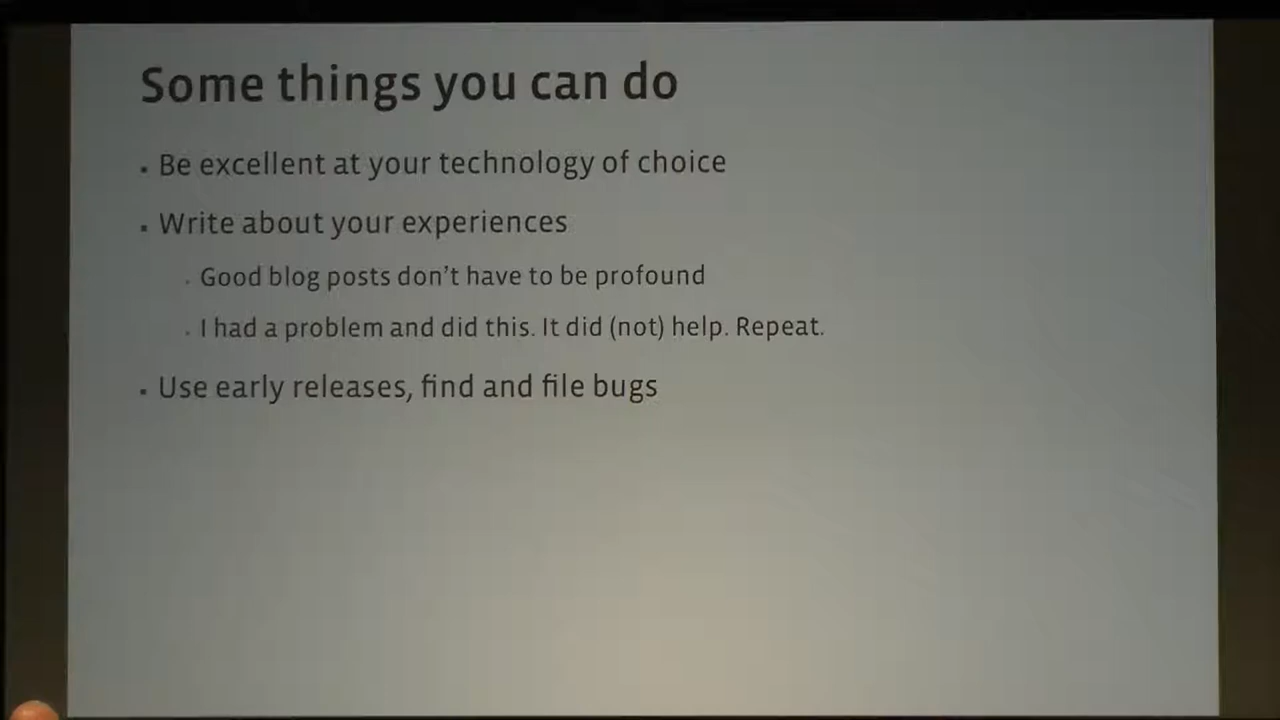 Some things you can do
▪ Be excellent at your technology of choice
▪ Write about your experiences
▪ Good blog posts don't have to be profound
▪ I had a problem and did this. It did (not) help. Repeat.
▪ Use early releases, find and file bugs